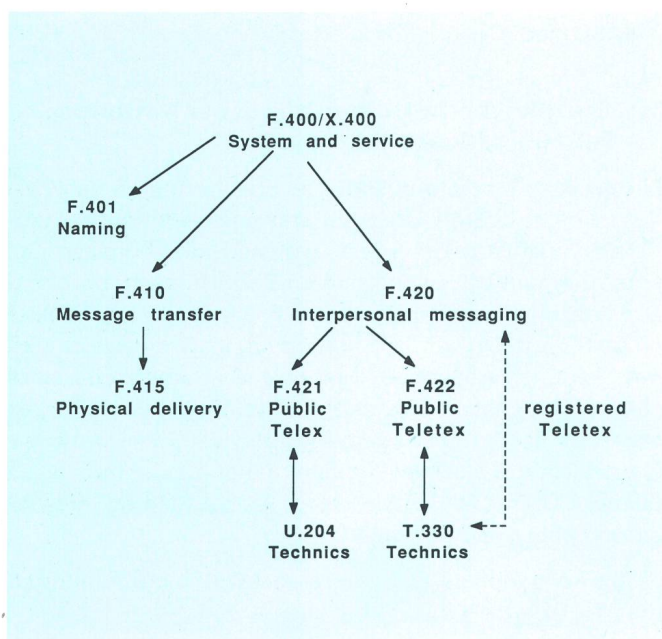 F.400/X.400
System and service
F.401
Naming
F.410
Message transfer
F.420
Interpersonal messaging
F.415
Physical delivery
F.421
Public
Telex
F.422
Public
Teletex
registered
Teletex
U.204
Technics
T.330
Technics